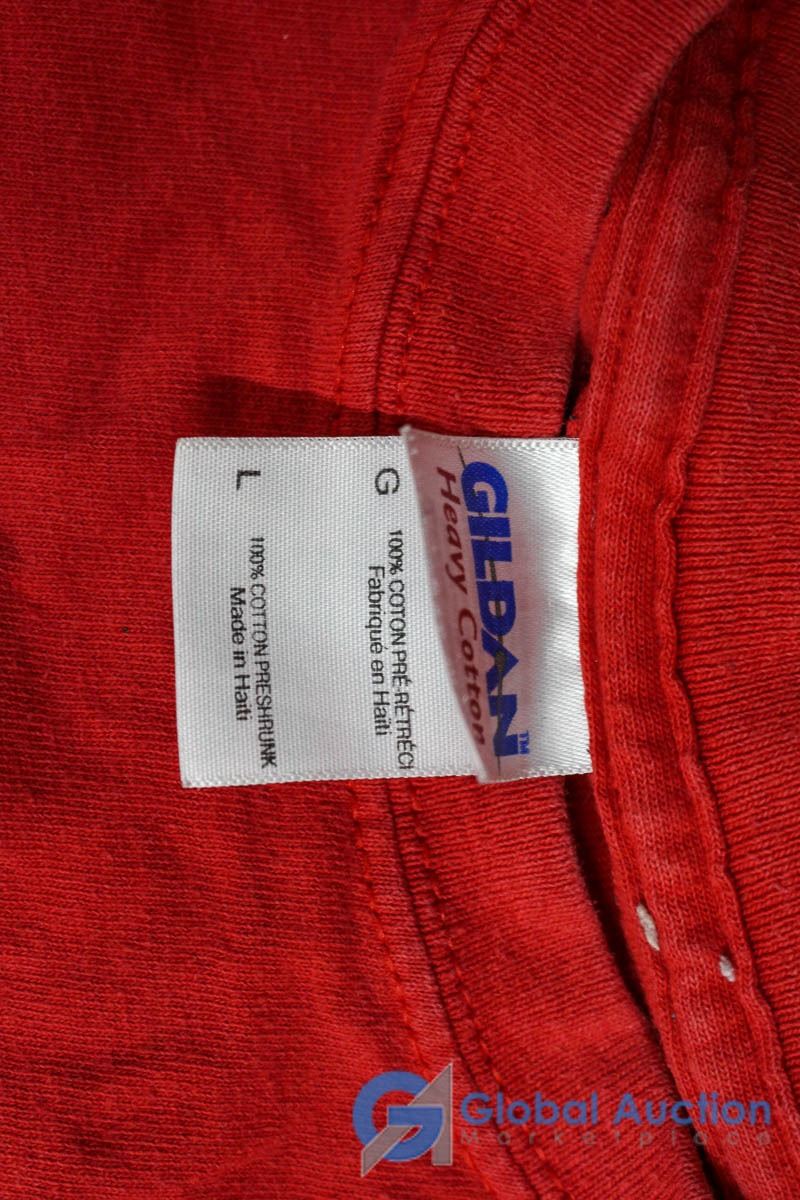 GILDAN™
Heavy Cotton
G
100% COTON PRÉ-RÉTRÉCI
Fabriqué en Haïti
L
100% COTTON PRESHRUNK
Made in Haiti
Global Auction
Marketplace